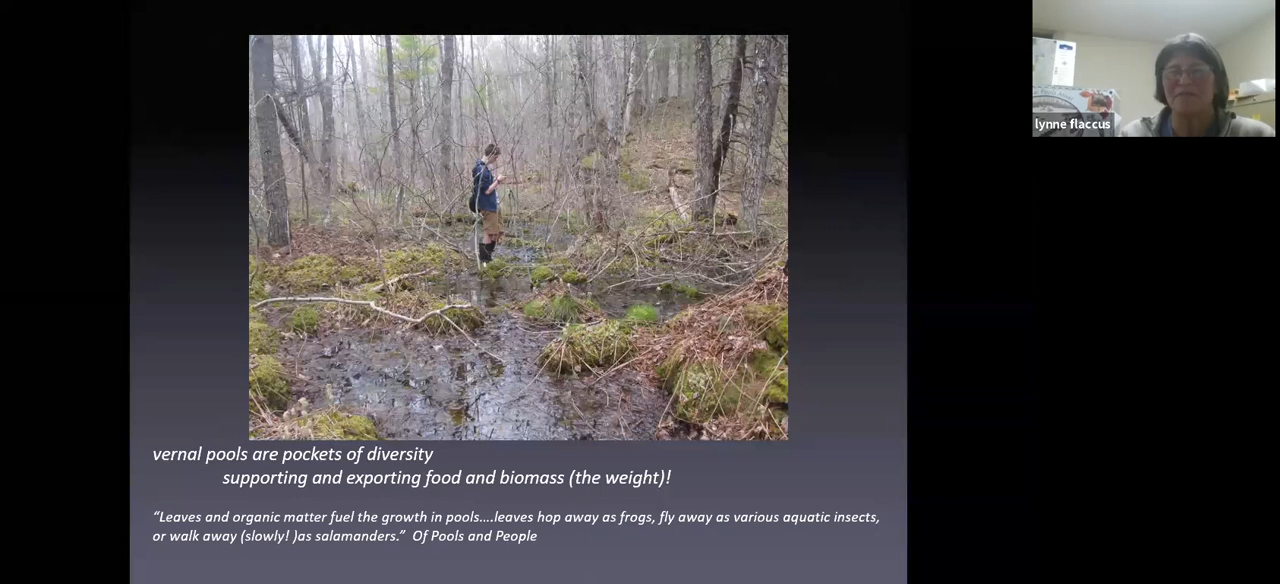 lynne flaccus
vernal pools are pockets of diversity
supporting and exporting food and biomass (the weight)!
“Leaves and organic matter fuel the growth in pools....leaves hop away as frogs, fly away as various aquatic insects,
or walk away (slowly! )as salamanders.” Of Pools and People